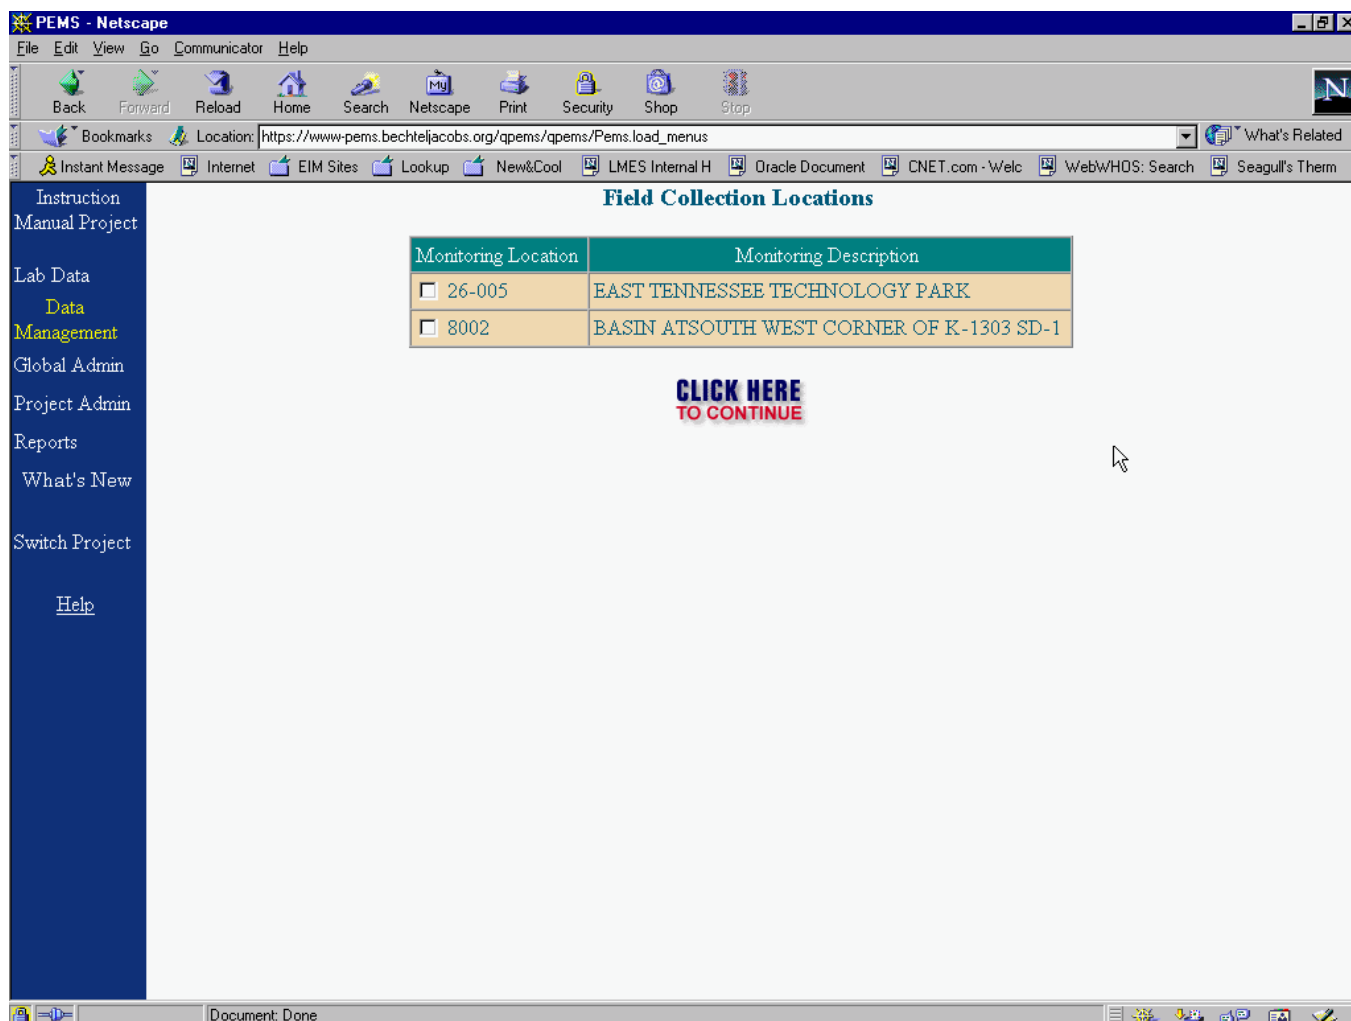 PEMS - Netscape
File Edit View Go Communicator Help
Back Forward Reload Home Search Netscape Print Security Shop Stop
My
N
Bookmarks Location: https://www-pems.bechteljacobs.org/qpems/qpems/Pems.load_menus What's Related
Instant Message Internet EIM Sites Lookup New&Cool LMES Internal H Oracle Document CNET.com - Welc WebWHOS: Search Seagull's Therm
Instruction
Manual Project
Lab Data
Data
Management
Global Admin
Project Admin
Reports
What's New
Switch Project
Help
Field Collection Locations
Monitoring Location Monitoring Description
26-005 EAST TENNESSEE TECHNOLOGY PARK
8002 BASIN ATSOUTH WEST CORNER OF K-1303 SD-1
CLICK HERE
TO CONTINUE
Document: Done